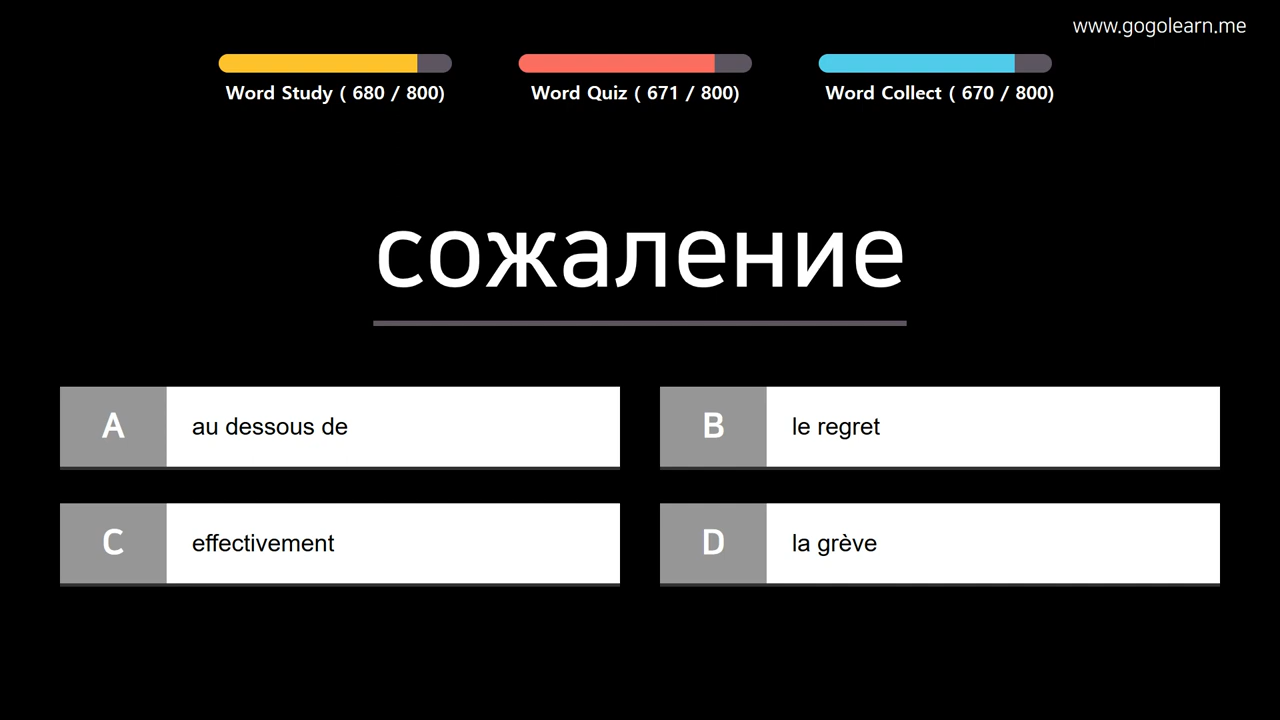 www.gogolearn.me
Word Study ( 680 / 800)
Word Quiz ( 671 / 800)
Word Collect ( 670 / 800)
сожаление
A
au dessous de
B
le regret
C
effectivement
D
la grève